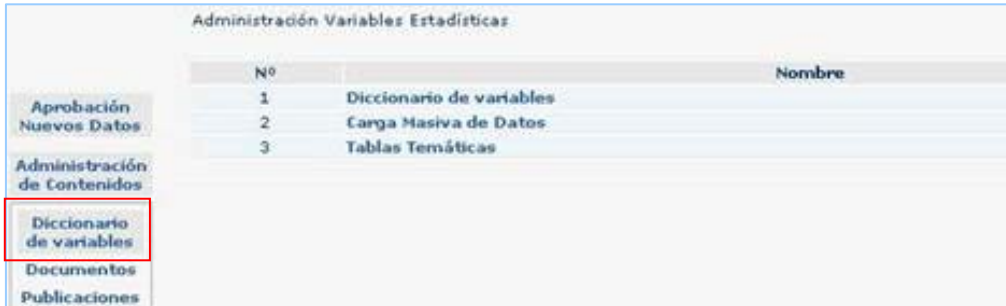 Administración Variables Estadísticas
Nº Nombre
1 Diccionario de variables
2 Carga Masiva de Datos
3 Tablas Temáticas
Aprobación
Nuevos Datos
Administración
de Contenidos
Diccionario
de variables
Documentos
Publicaciones